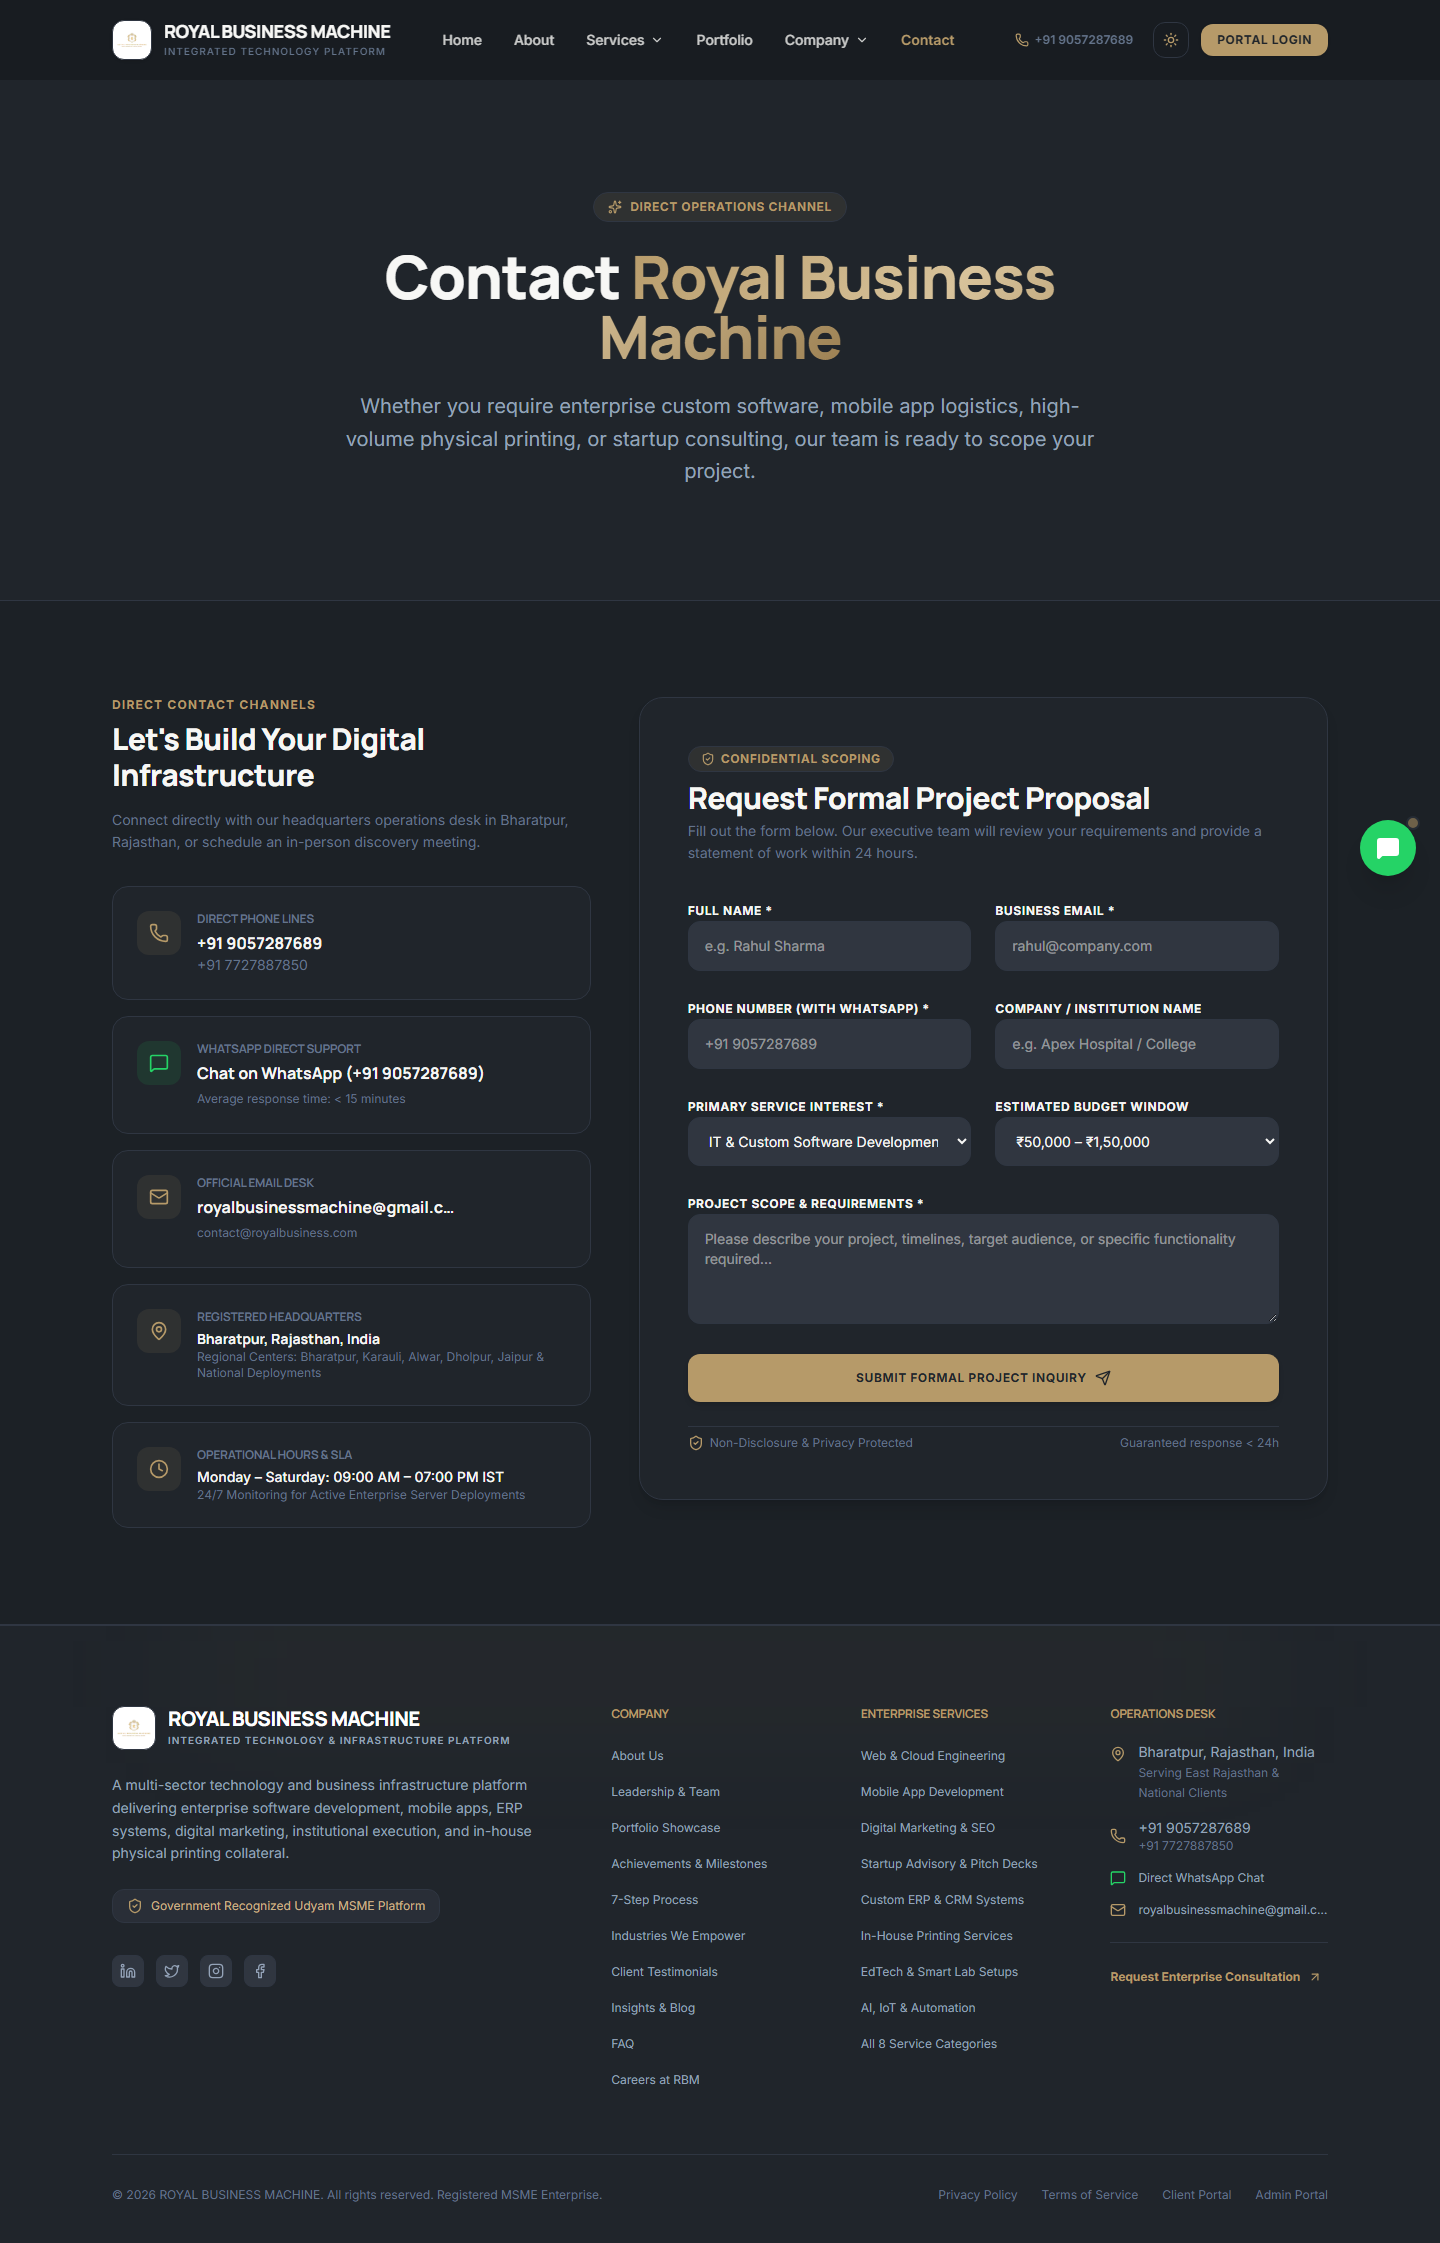 ROYAL BUSINESS MACHINE
INTEGRATED TECHNOLOGY PLATFORM
Home
About
Services
Portfolio
Company
Contact
+91 9057287689
PORTAL LOGIN
DIRECT OPERATIONS CHANNEL
Contact Royal Business
Machine
Whether you require enterprise custom software, mobile app logistics, high-
volume physical printing, or startup consulting, our team is ready to scope your
project.
DIRECT CONTACT CHANNELS
Let's Build Your Digital
Infrastructure
Connect directly with our headquarters operations desk in Bharatpur,
Rajasthan, or schedule an in-person discovery meeting.
DIRECT PHONE LINES
+91 9057287689
+91 7727887850
WHATSAPP DIRECT SUPPORT
Chat on WhatsApp (+91 9057287689)
Average response time: < 15 minutes
OFFICIAL EMAIL DESK
royalbusinessmachine@gmail.c...
contact@royalbusiness.com
REGISTERED HEADQUARTERS
Bharatpur, Rajasthan, India
Regional Centers: Bharatpur, Karauli, Alwar, Dholpur, Jaipur &
National Deployments
OPERATIONAL HOURS & SLA
Monday – Saturday: 09:00 AM – 07:00 PM IST
24/7 Monitoring for Active Enterprise Server Deployments
CONFIDENTIAL SCOPING
Request Formal Project Proposal
Fill out the form below. Our executive team will review your requirements and provide a
statement of work within 24 hours.
FULL NAME *
BUSINESS EMAIL *
e.g. Rahul Sharma
rahul@company.com
PHONE NUMBER (WITH WHATSAPP) *
COMPANY / INSTITUTION NAME
+91 9057287689
e.g. Apex Hospital / College
PRIMARY SERVICE INTEREST *
ESTIMATED BUDGET WINDOW
IT & Custom Software Developmen
₹50,000 – ₹1,50,000
PROJECT SCOPE & REQUIREMENTS *
Please describe your project, timelines, target audience, or specific functionality
required...
SUBMIT FORMAL PROJECT INQUIRY
Non-Disclosure & Privacy Protected
Guaranteed response < 24h
ROYAL BUSINESS MACHINE
INTEGRATED TECHNOLOGY & INFRASTRUCTURE PLATFORM
A multi-sector technology and business infrastructure platform
delivering enterprise software development, mobile apps, ERP
systems, digital marketing, institutional execution, and in-house
physical printing collateral.
Government Recognized Udyam MSME Platform
COMPANY
About Us
Leadership & Team
Portfolio Showcase
Achievements & Milestones
7-Step Process
Industries We Empower
Client Testimonials
Insights & Blog
FAQ
Careers at RBM
ENTERPRISE SERVICES
Web & Cloud Engineering
Mobile App Development
Digital Marketing & SEO
Startup Advisory & Pitch Decks
Custom ERP & CRM Systems
In-House Printing Services
EdTech & Smart Lab Setups
AI, IoT & Automation
All 8 Service Categories
OPERATIONS DESK
Bharatpur, Rajasthan, India
Serving East Rajasthan &
National Clients
+91 9057287689
+91 7727887850
Direct WhatsApp Chat
royalbusinessmachine@gmail.c...
Request Enterprise Consultation
© 2026 ROYAL BUSINESS MACHINE. All rights reserved. Registered MSME Enterprise.
Privacy Policy
Terms of Service
Client Portal
Admin Portal